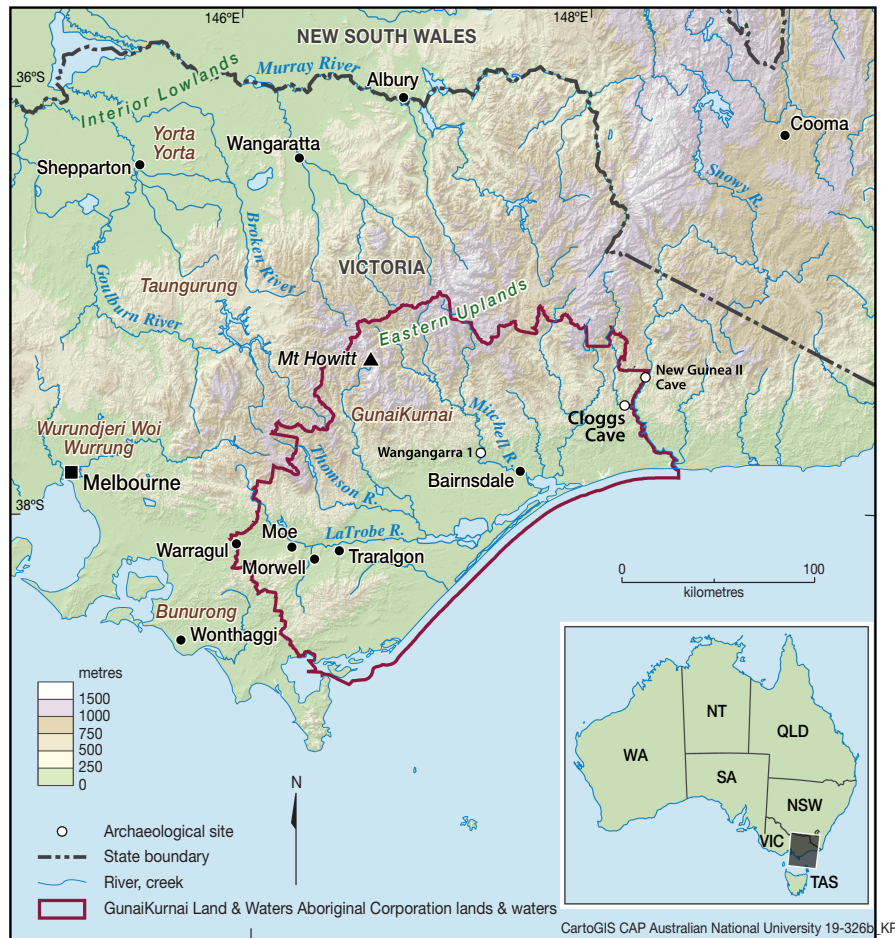 146°E
148°E
NEW SOUTH WALES
36°S
Murray River
Albury
Interior Lowlands
Cooma
Yorta
Yorta
Wangaratta
Shepparton
Snowy R.
Broken River
VICTORIA
Taungurung
Goulburn River
Eastern Uplands
Mt Howitt
New Guinea II
Cave
GunaiKurnai
Mitchell R.
Cloggs
Cave
Wurundjeri Woi
Wurrung
Wangangarra 1
Melbourne
Thomson R.
Bairnsdale
38°S
Moe
LaTrobe R.
Warragul
Morwell
Traralgon
0
100
kilometres
Bunurong
Wonthaggi
metres
1500
1000
750
500
250
0
N
Archaeological site
State boundary
River, creek
GunaiKurnai Land & Waters Aboriginal Corporation lands & waters
NT
QLD
WA
SA
NSW
VIC
TAS
CartoGIS CAP Australian National University 19-326b_KP